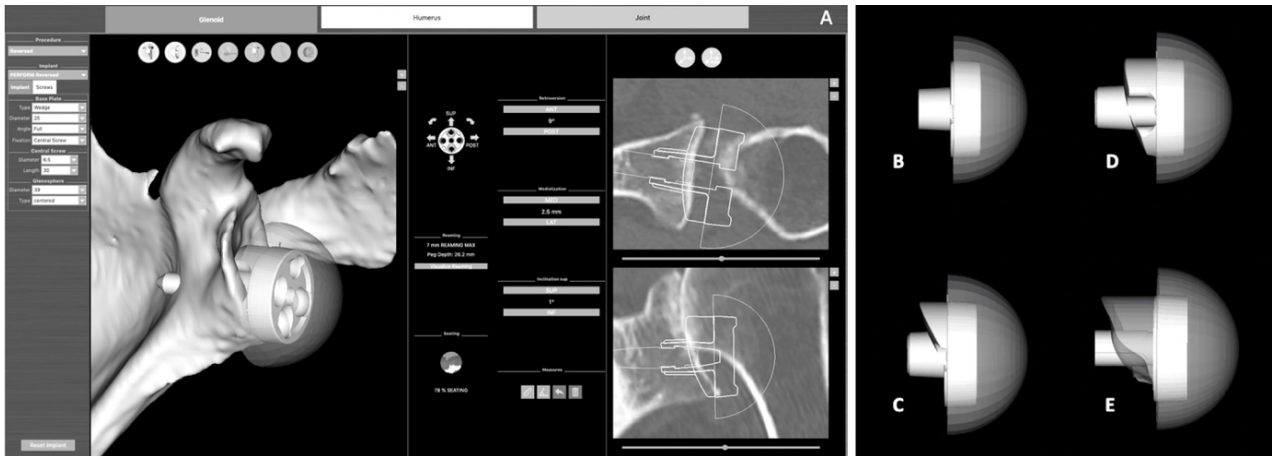 Glenoid
Humerus
Joint
A
Procedure
Reversed
Implant
PERFORM Reversed
Implant
Screws
Base Plate
Type Wedge
Diameter 25
Angle Full
Fixation Central Screw
Central Screw
Diameter 6.5
Length 30
Glenosphere
Diameter 39
Type centered
Reset Implant
SUP
ANT
POST
INF
Reaming
7 mm REAMING MAX
Peg Depth: 28.2 mm
Visualize Reaming
Seating
78 % SEATING
Retroversion
ANT
9°
POST
Medialization
MED
2.5 mm
LAT
Inclination sup
SUP
1°
INF
Measures
B
D
C
E